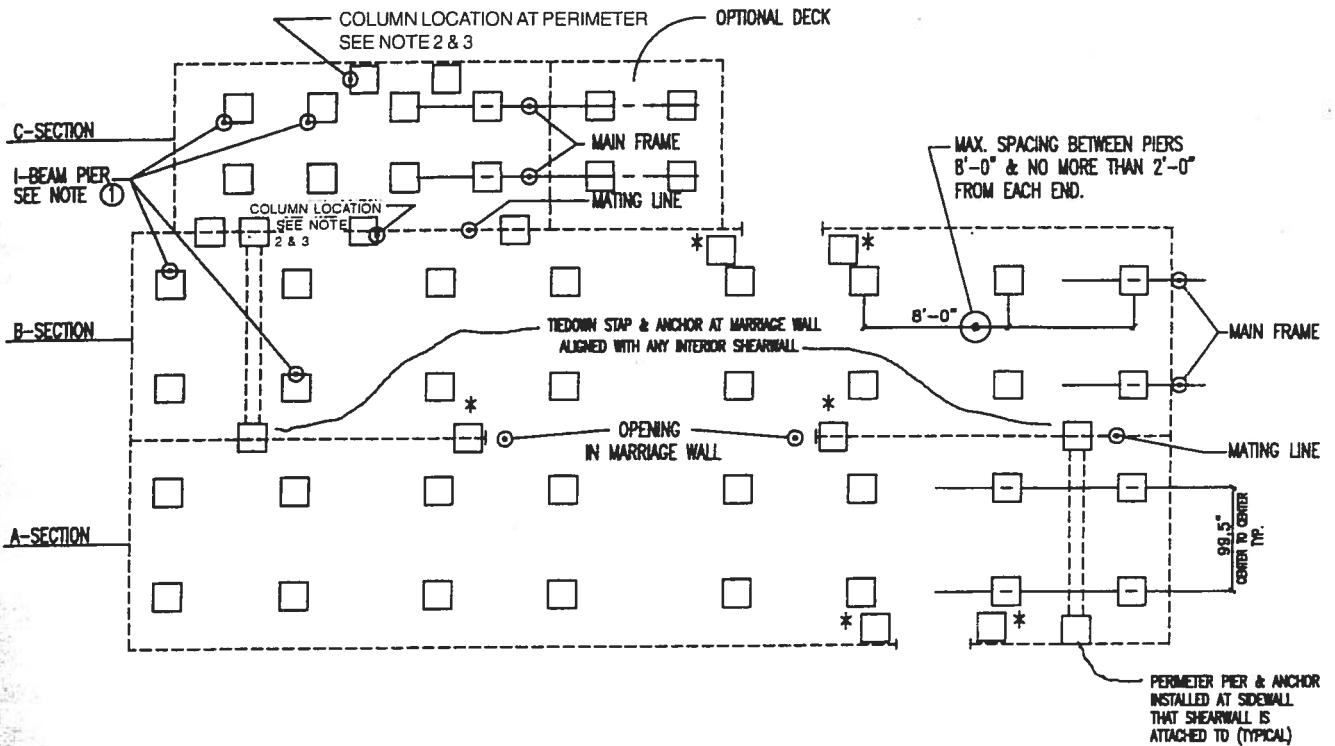 COLUMN LOCATION AT PERIMETER
SEE NOTE 2 & 3
OPTIONAL DECK
C-SECTION
I-BEAM PIER
SEE NOTE 1
MAIN FRAME
MAX. SPACING BETWEEN PIERS
8'-0" & NO MORE THAN 2'-0"
FROM EACH END.
COLUMN LOCATION
SEE NOTE
2 & 3
MATING LINE
*
*
B-SECTION
8'-0"
TIEDOWN STAP & ANCHOR AT MARRIAGE WALL
ALIGNED WITH ANY INTERIOR SHEARWALL
MAIN FRAME
*
*
OPENING
IN MARRIAGE WALL
MATING LINE
A-SECTION
99.5"
CENTER TO CENTER
TYP.
*
*
PERIMETER PIER & ANCHOR
INSTALLED AT SIDEWALL
THAT SHEARWALL IS
ATTACHED TO (TYPICAL)